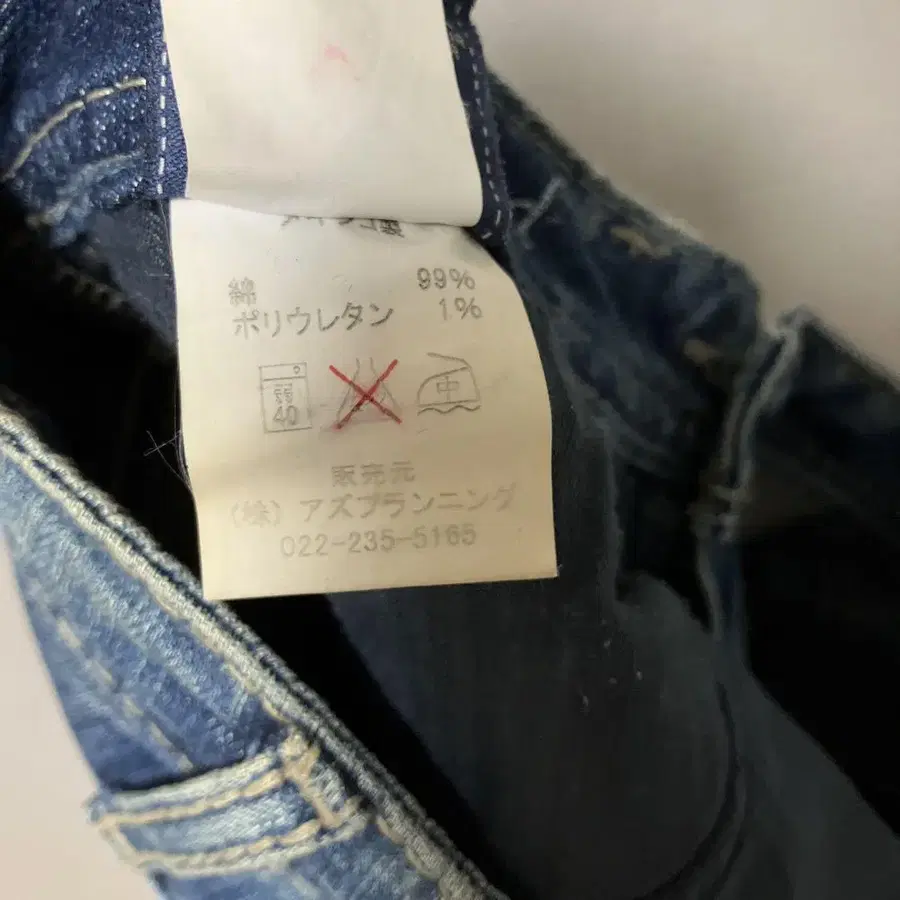 綿 99%
ポリウレタン 1%
弱 中
40
販売元
(株)アズプランニング
022-235-5165